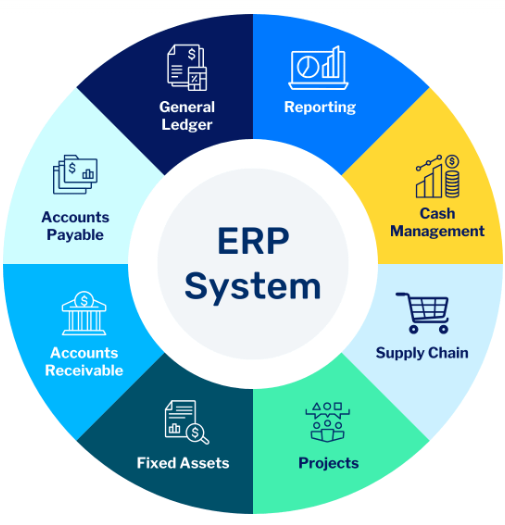 ERP
System
Reporting
Cash
Management
Supply Chain
Projects
Fixed Assets
Accounts
Receivable
Accounts
Payable
General
Ledger